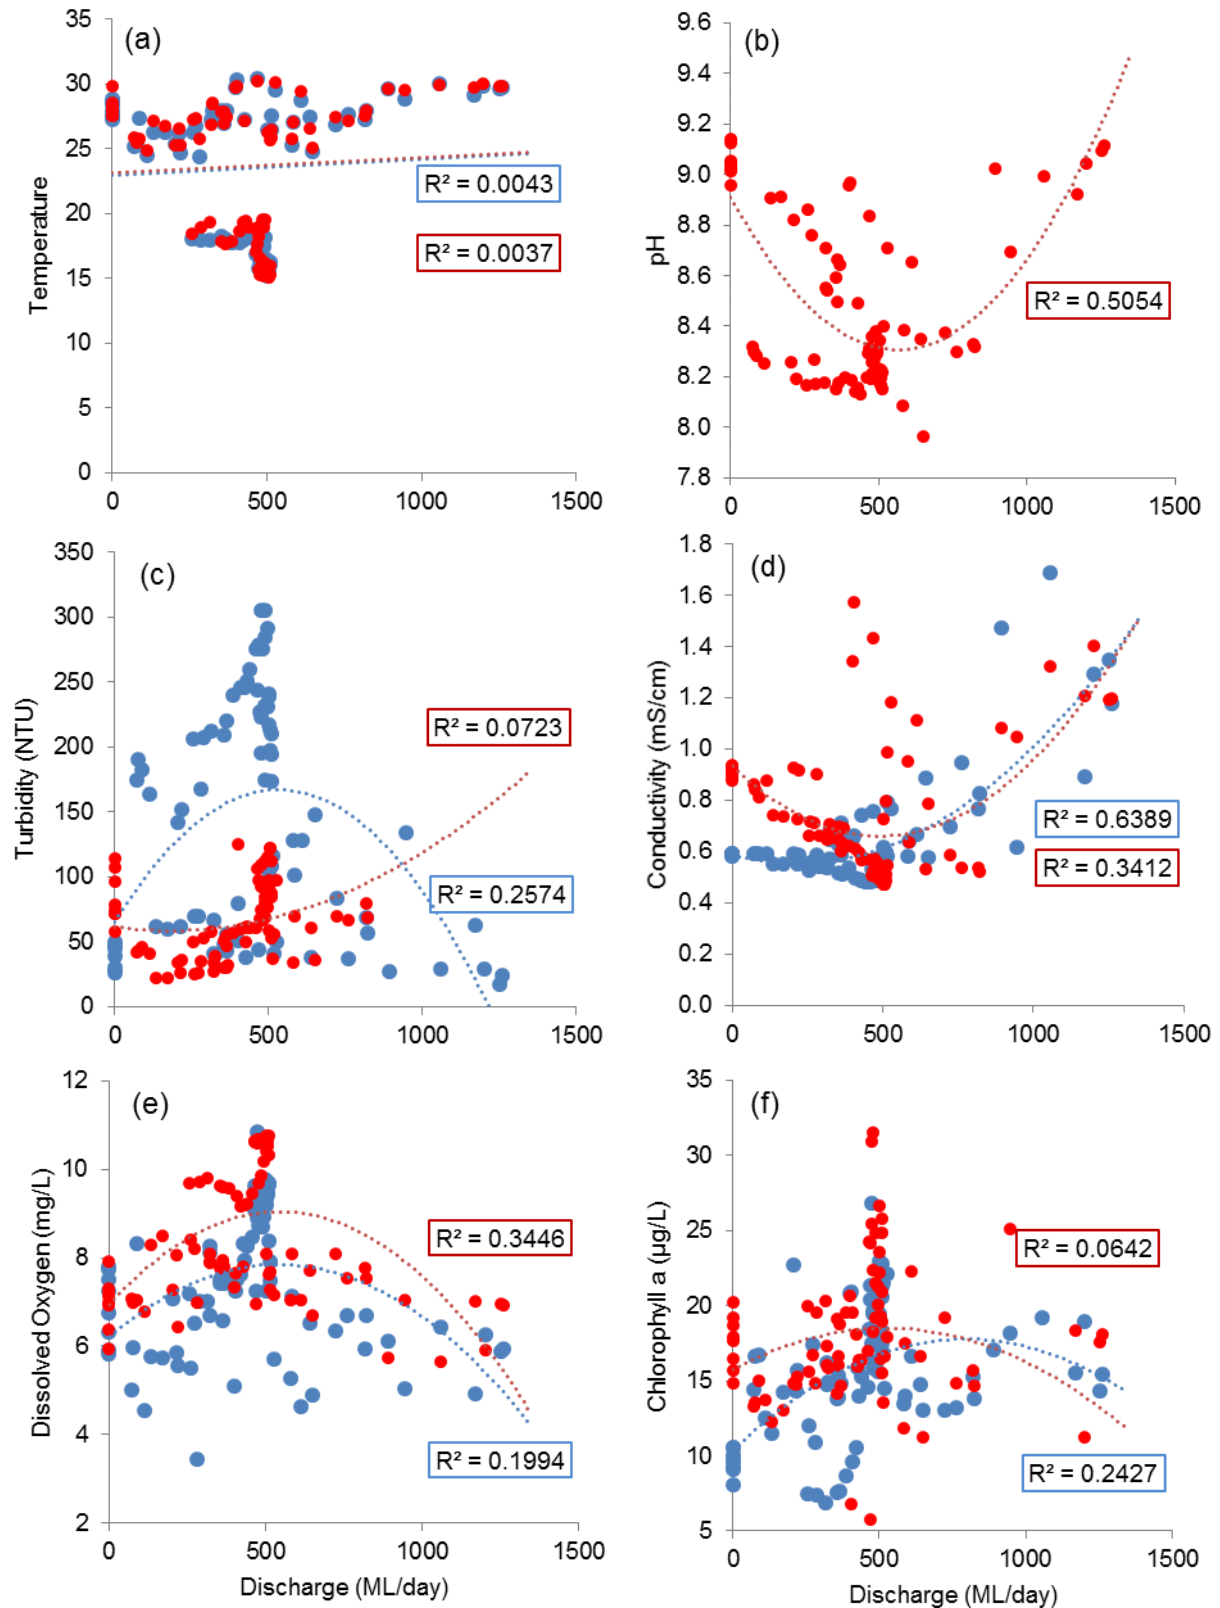 (a)
35
30
25
20
15
10
5
0
Temperature
R² = 0.0043
R² = 0.0037
0 500 1000 1500
(b)
9.6
9.4
9.2
9.0
8.8
8.6
8.4
8.2
8.0
7.8
pH
R² = 0.5054
0 500 1000 1500
(c)
350
300
250
200
150
100
50
0
Turbidity (NTU)
R² = 0.0723
R² = 0.2574
0 500 1000 1500
(d)
1.8
1.6
1.4
1.2
1.0
0.8
0.6
0.4
0.2
0.0
Conductivity (mS/cm)
R² = 0.6389
R² = 0.3412
0 500 1000 1500
(e)
12
10
8
6
4
2
Dissolved Oxygen (mg/L)
R² = 0.3446
R² = 0.1994
0 500 1000 1500
Discharge (ML/day)
(f)
35
30
25
20
15
10
5
Chlorophyll a (µg/L)
R² = 0.0642
R² = 0.2427
0 500 1000 1500
Discharge (ML/day)